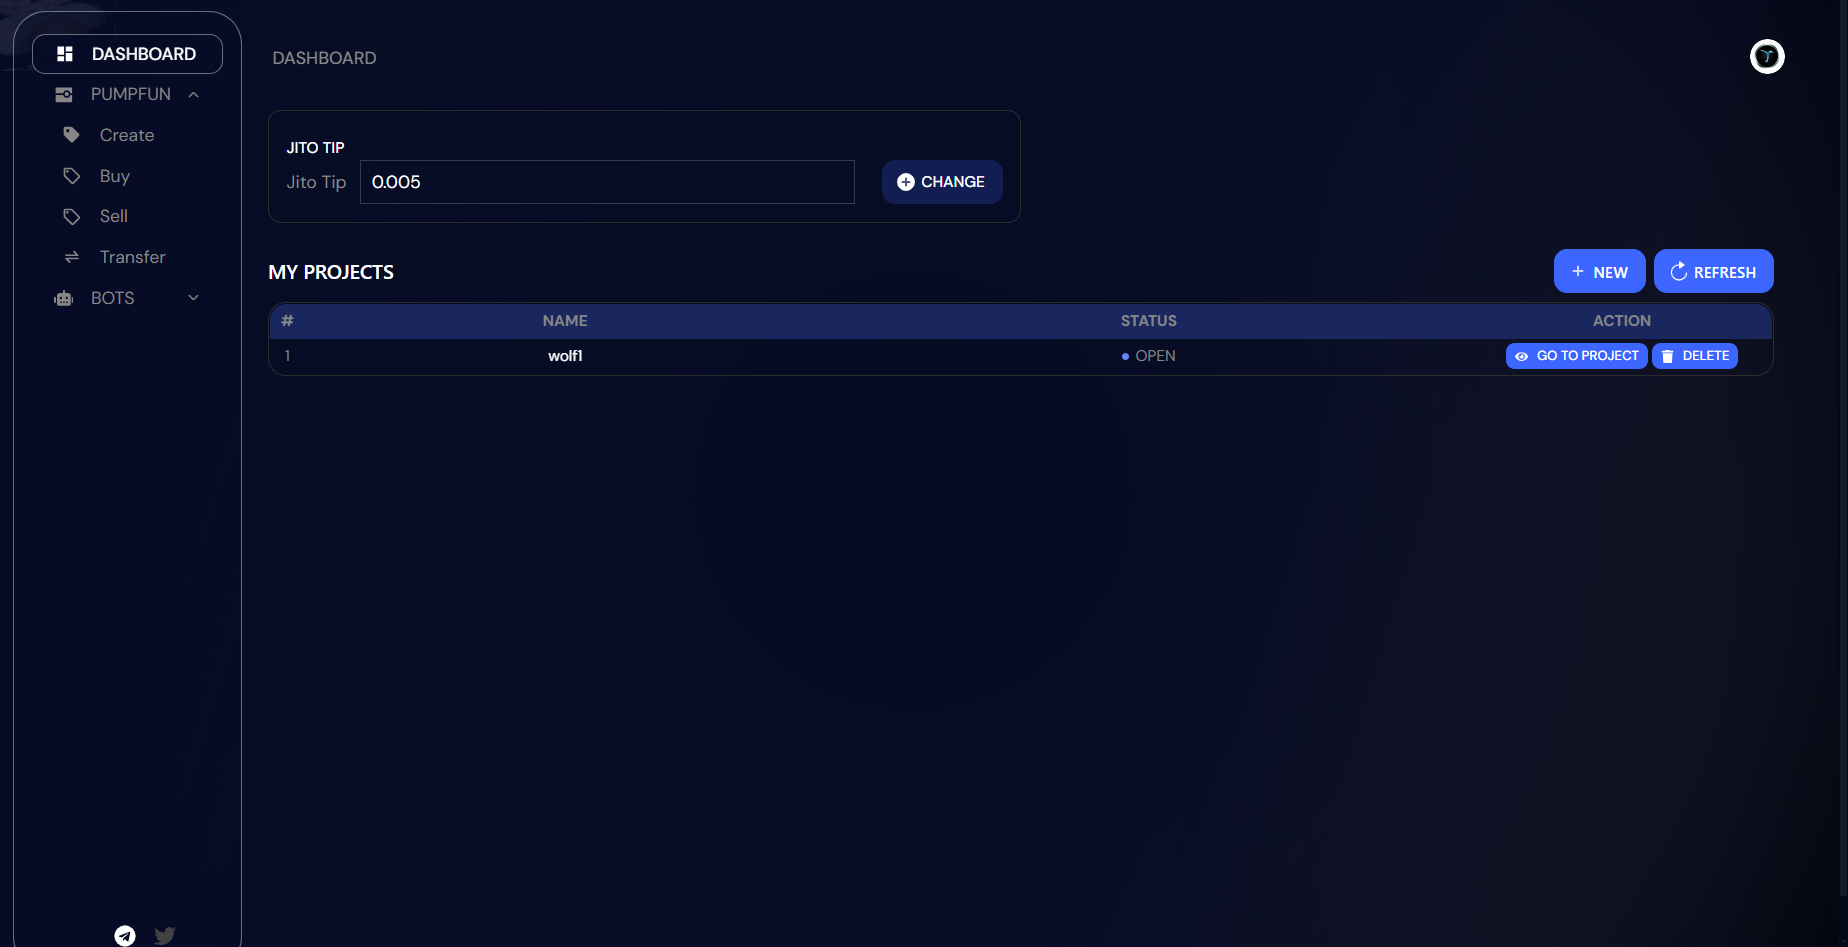 DASHBOARD
PUMPFUN
Create
Buy
Sell
Transfer
BOTS
DASHBOARD
JITO TIP
Jito Tip 0.005 CHANGE
MY PROJECTS
+ NEW REFRESH
# NAME STATUS ACTION
1 wolf1 OPEN GO TO PROJECT DELETE